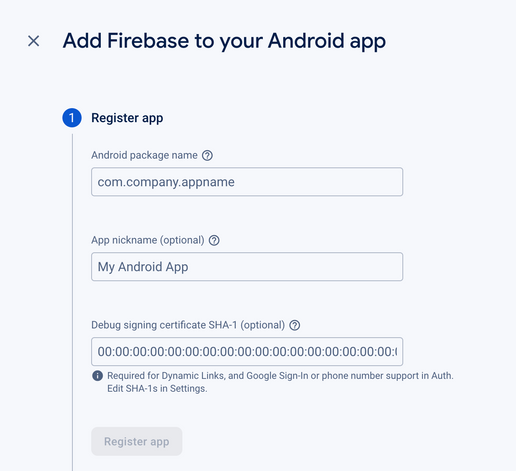 Add Firebase to your Android app
1 Register app
Android package name
com.company.appname
App nickname (optional)
My Android App
Debug signing certificate SHA-1 (optional)
00:00:00:00:00:00:00:00:00:00:00:00:00:00:00:00:00:
Required for Dynamic Links, and Google Sign-In or phone number support in Auth.
Edit SHA-1s in Settings.
Register app